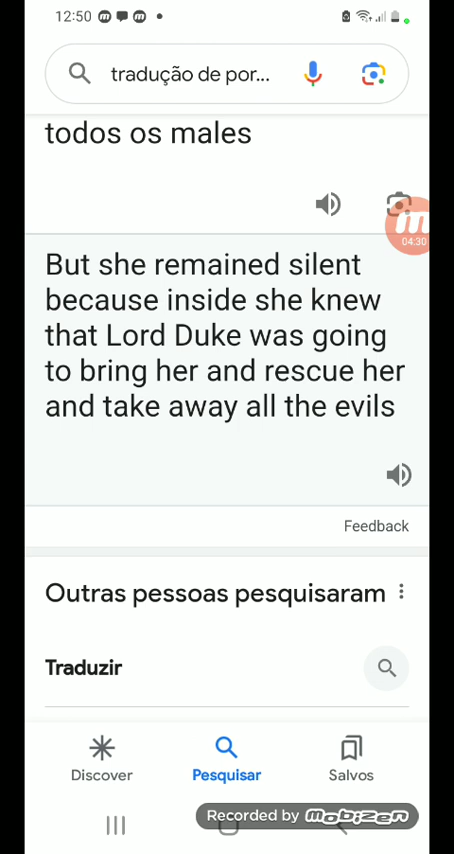 12:50
tradução de por...
todos os males
04:30
But she remained silent
because inside she knew
that Lord Duke was going
to bring her and rescue her
and take away all the evils
Feedback
Outras pessoas pesquisaram
Traduzir
Discover Pesquisar Salvos
Recorded by mobizen